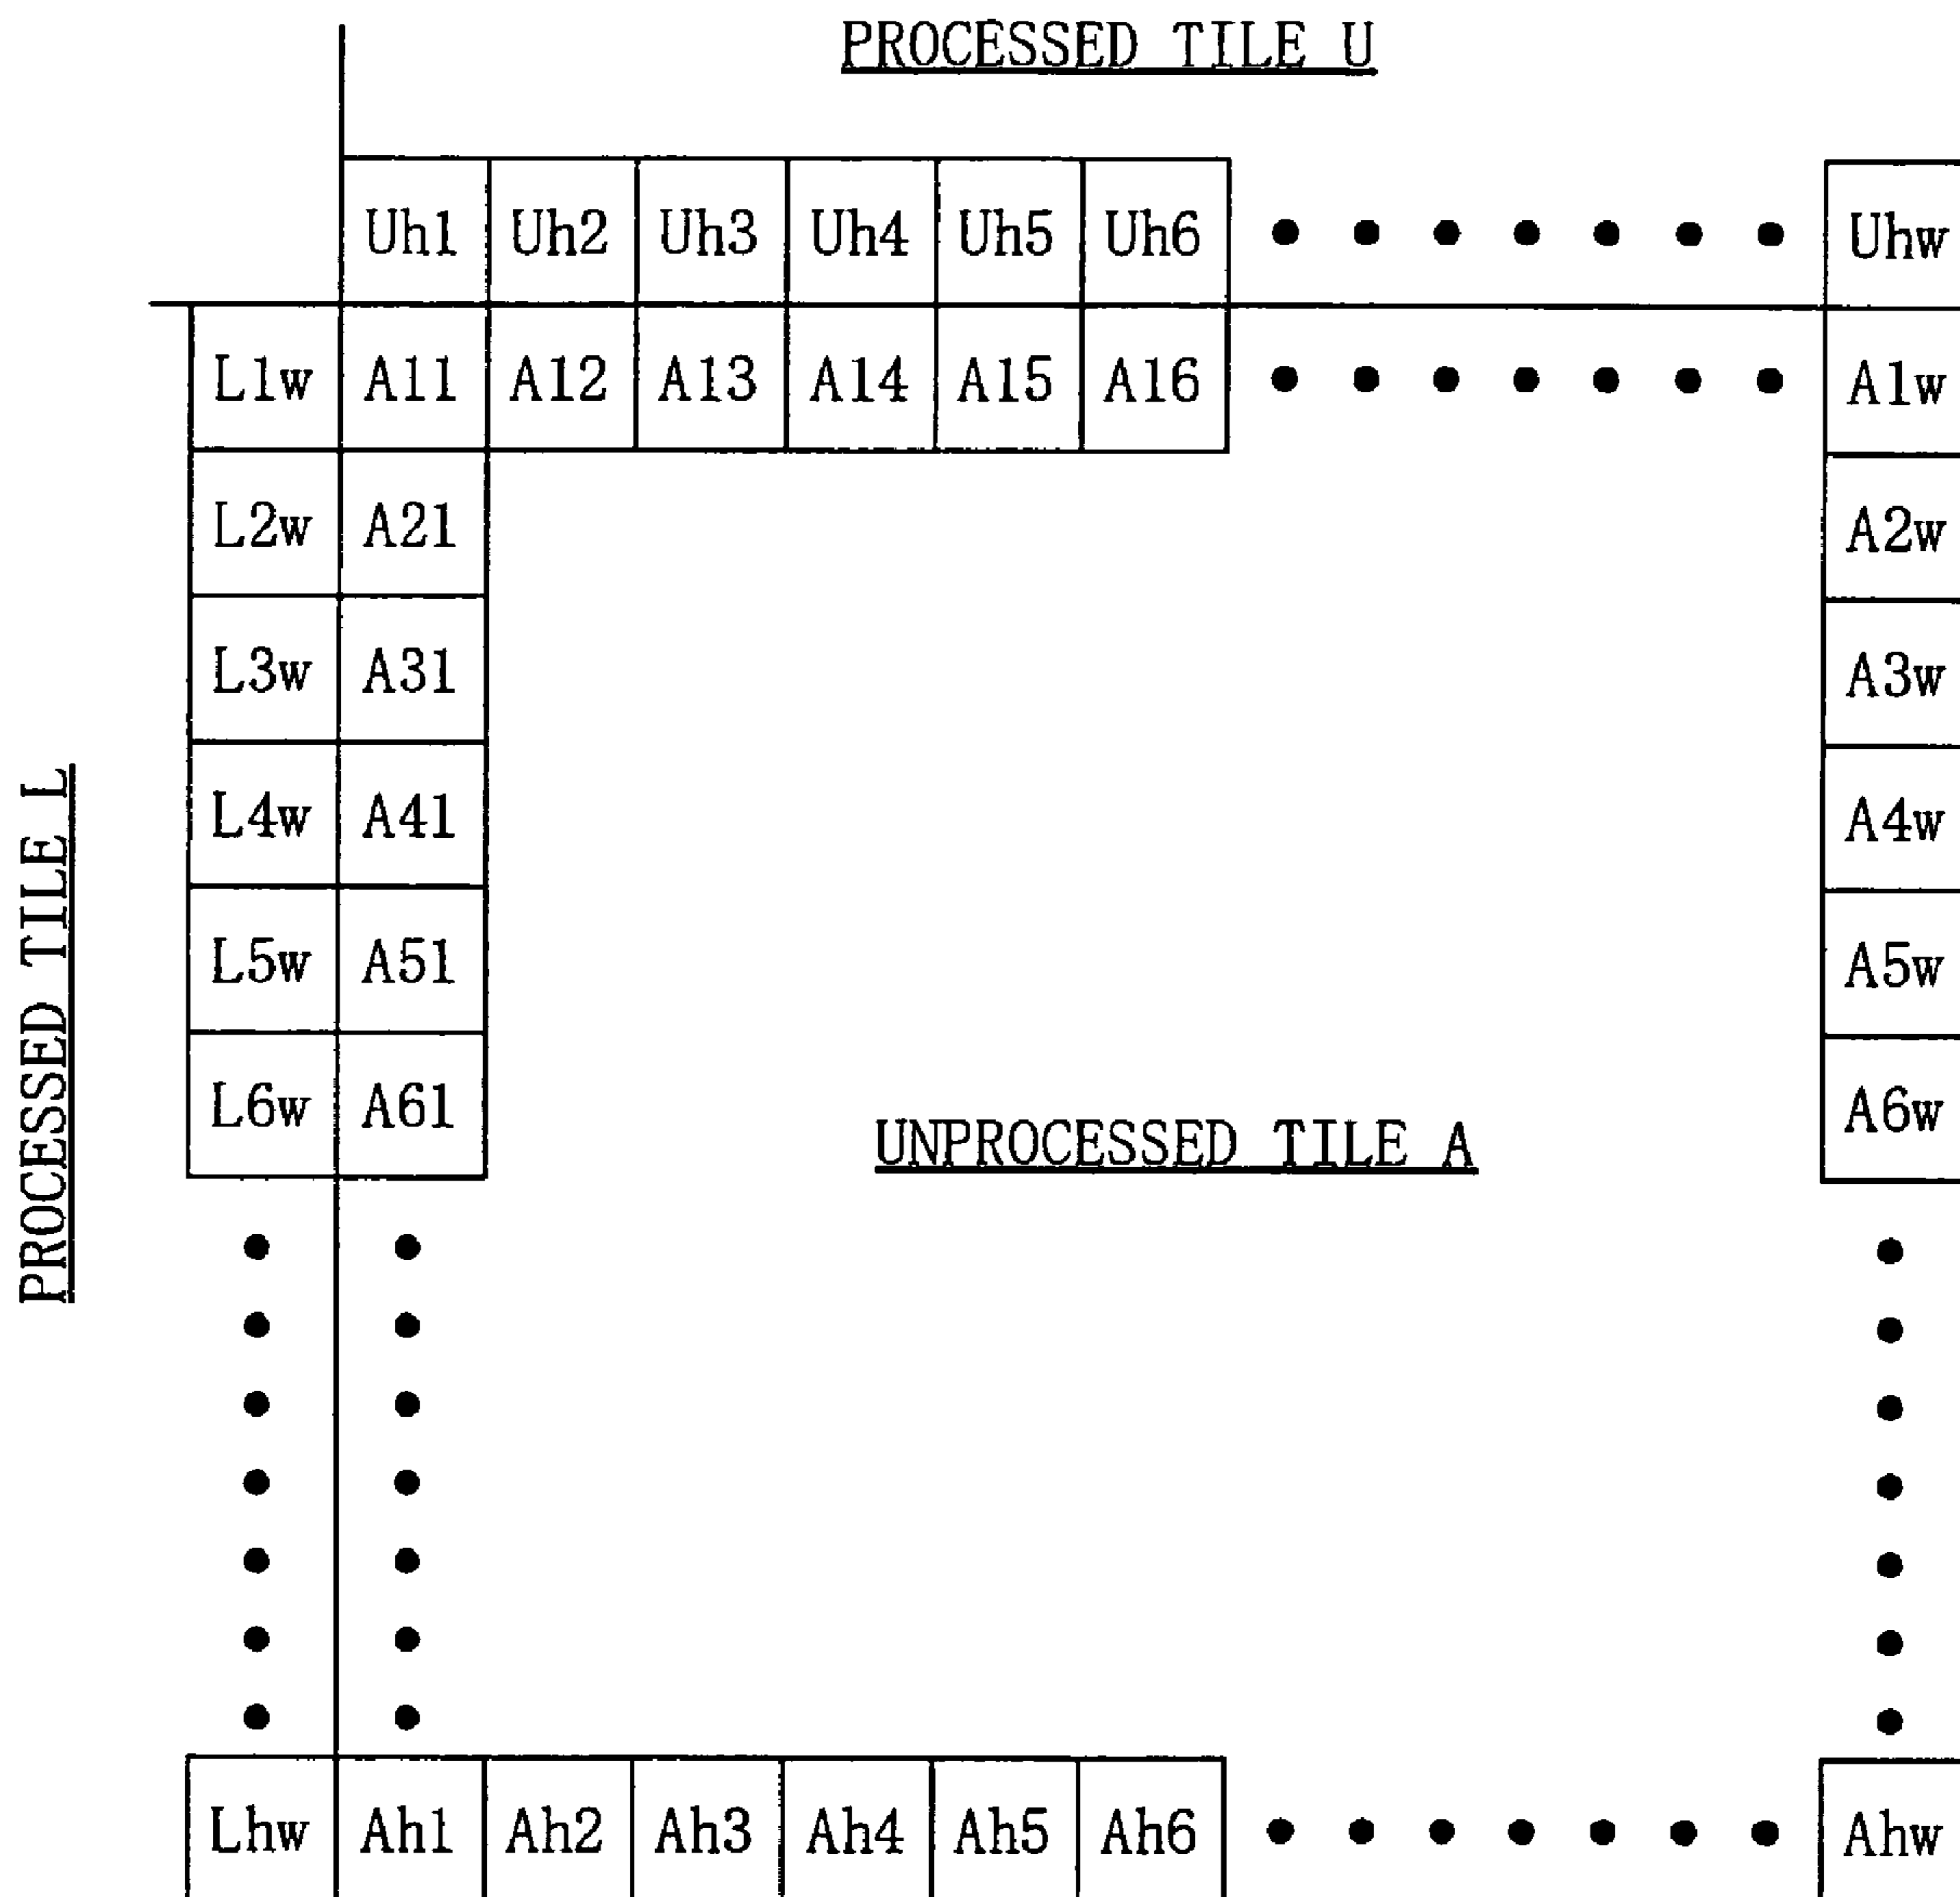 PROCESSED TILE U
Uh1 Uh2 Uh3 Uh4 Uh5 Uh6 Uhw
L1w A11 A12 A13 A14 A15 A16 A1w
L2w A21 A2w
L3w A31 A3w
L4w A41 A4w
L5w A51 A5w
L6w A61 A6w
PROCESSED TILE L
UNPROCESSED TILE A
Lhw Ah1 Ah2 Ah3 Ah4 Ah5 Ah6 Ahw